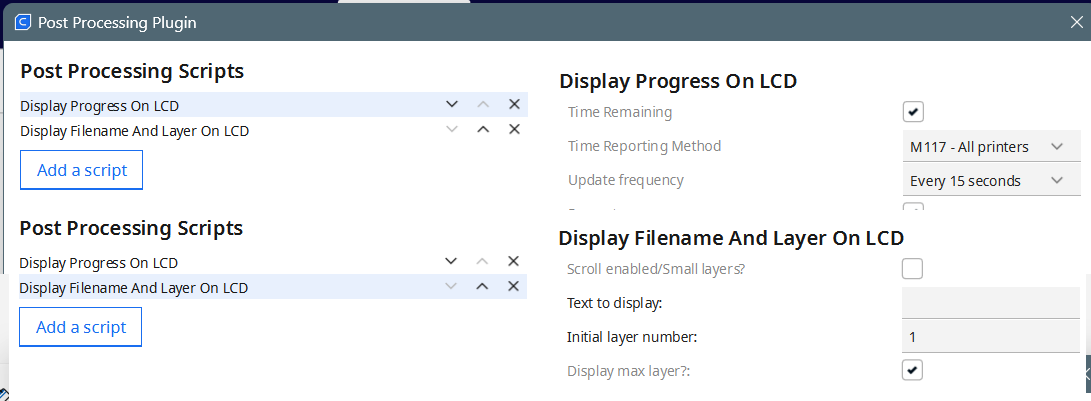 Post Processing Plugin
Post Processing Scripts
Display Progress On LCD
Display Filename And Layer On LCD
Add a script
Display Progress On LCD
Time Remaining
Time Reporting Method
M117 - All printers
Update frequency
Every 15 seconds
Post Processing Scripts
Display Progress On LCD
Display Filename And Layer On LCD
Add a script
Display Filename And Layer On LCD
Scroll enabled/Small layers?
Text to display:
Initial layer number:
1
Display max layer?: